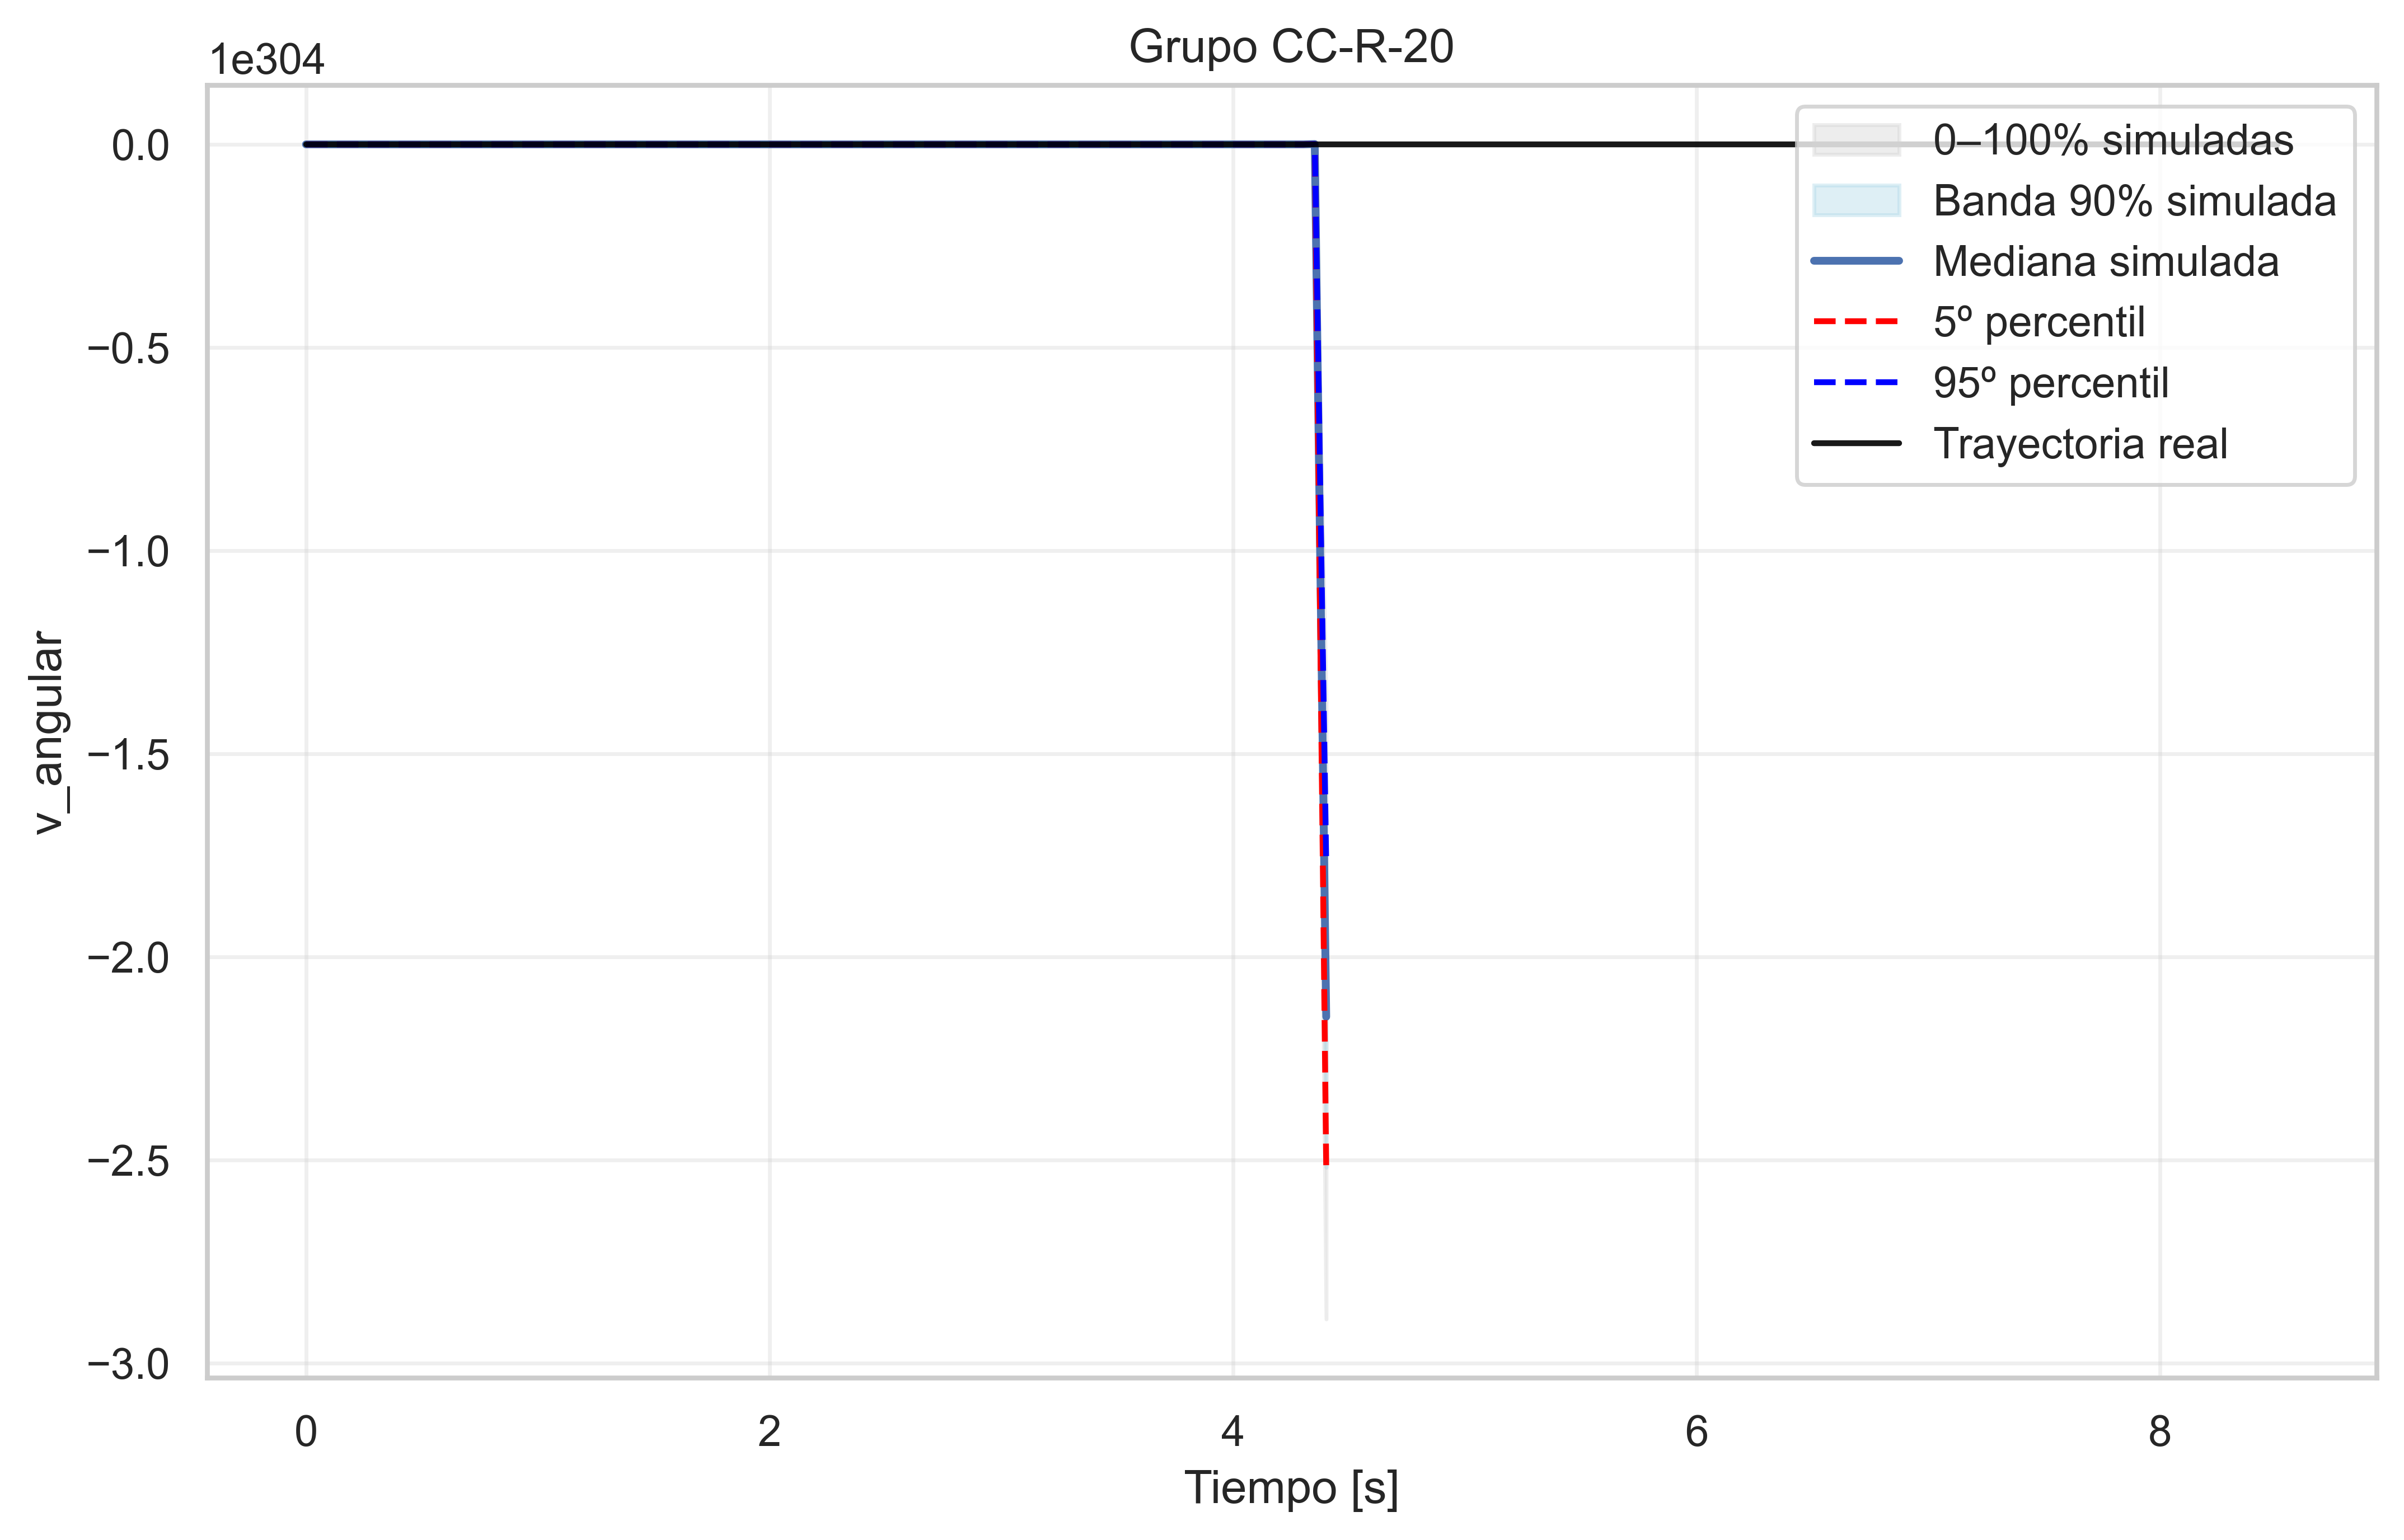 Grupo CC-R-20
1e304
0.0
−0.5
−1.0
−1.5
−2.0
−2.5
−3.0
v_angular
0–100% simuladas
Banda 90% simulada
Mediana simulada
5º percentil
95º percentil
Trayectoria real
0 2 4 6 8
Tiempo [s]